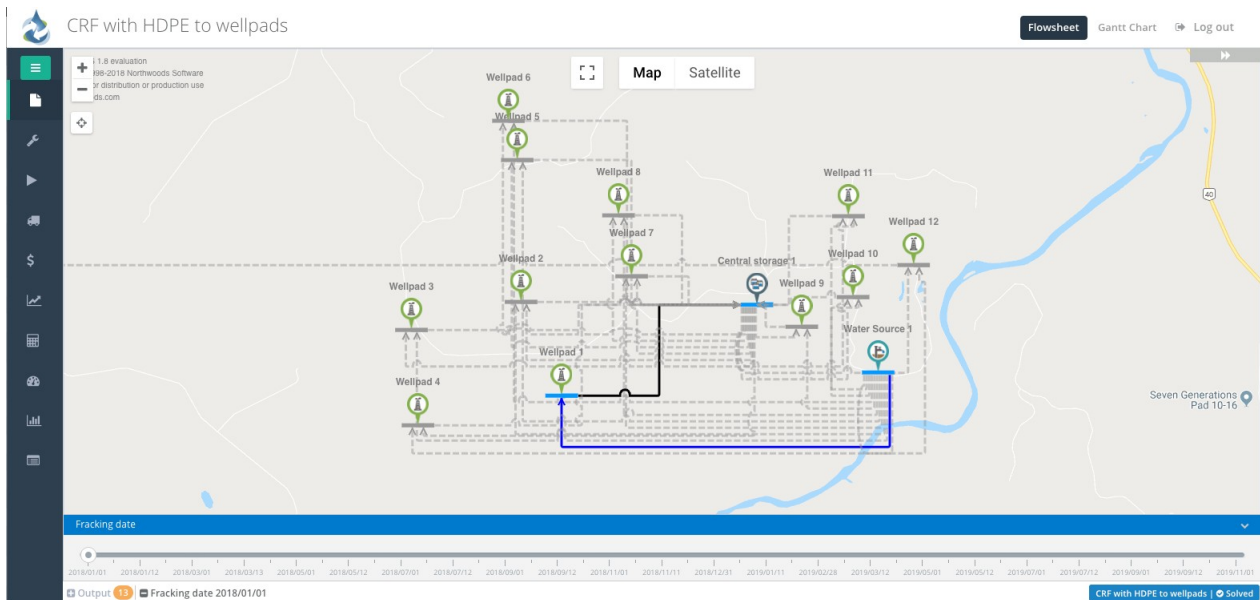 CRF with HDPE to wellpads
Flowsheet Gantt Chart Log out
1.8 evaluation
998-2018 Northwoods Software
or distribution or production use
ds.com
Map Satellite
Wellpad 6
Wellpad 5
Wellpad 8
Wellpad 11
Wellpad 12
Wellpad 7
Wellpad 2
Central storage 1
Wellpad 10
Wellpad 3
Wellpad 9
Water Source 1
Wellpad 1
Wellpad 4
40
Seven Generations
Pad 10-16
Fracking date
2018/01/01 2018/01/12 2018/03/01 2018/03/13 2018/05/01 2018/05/12 2018/07/01 2018/07/12 2018/09/01 2018/09/12 2018/11/01 2018/11/11 2018/12/31 2019/01/11 2019/02/28 2019/03/12 2019/05/01 2019/05/12 2019/07/01 2019/07/12 2019/09/01 2019/09/12 2019/11/01
Output 13 Fracking date 2018/01/01
CRF with HDPE to wellpads | Solved